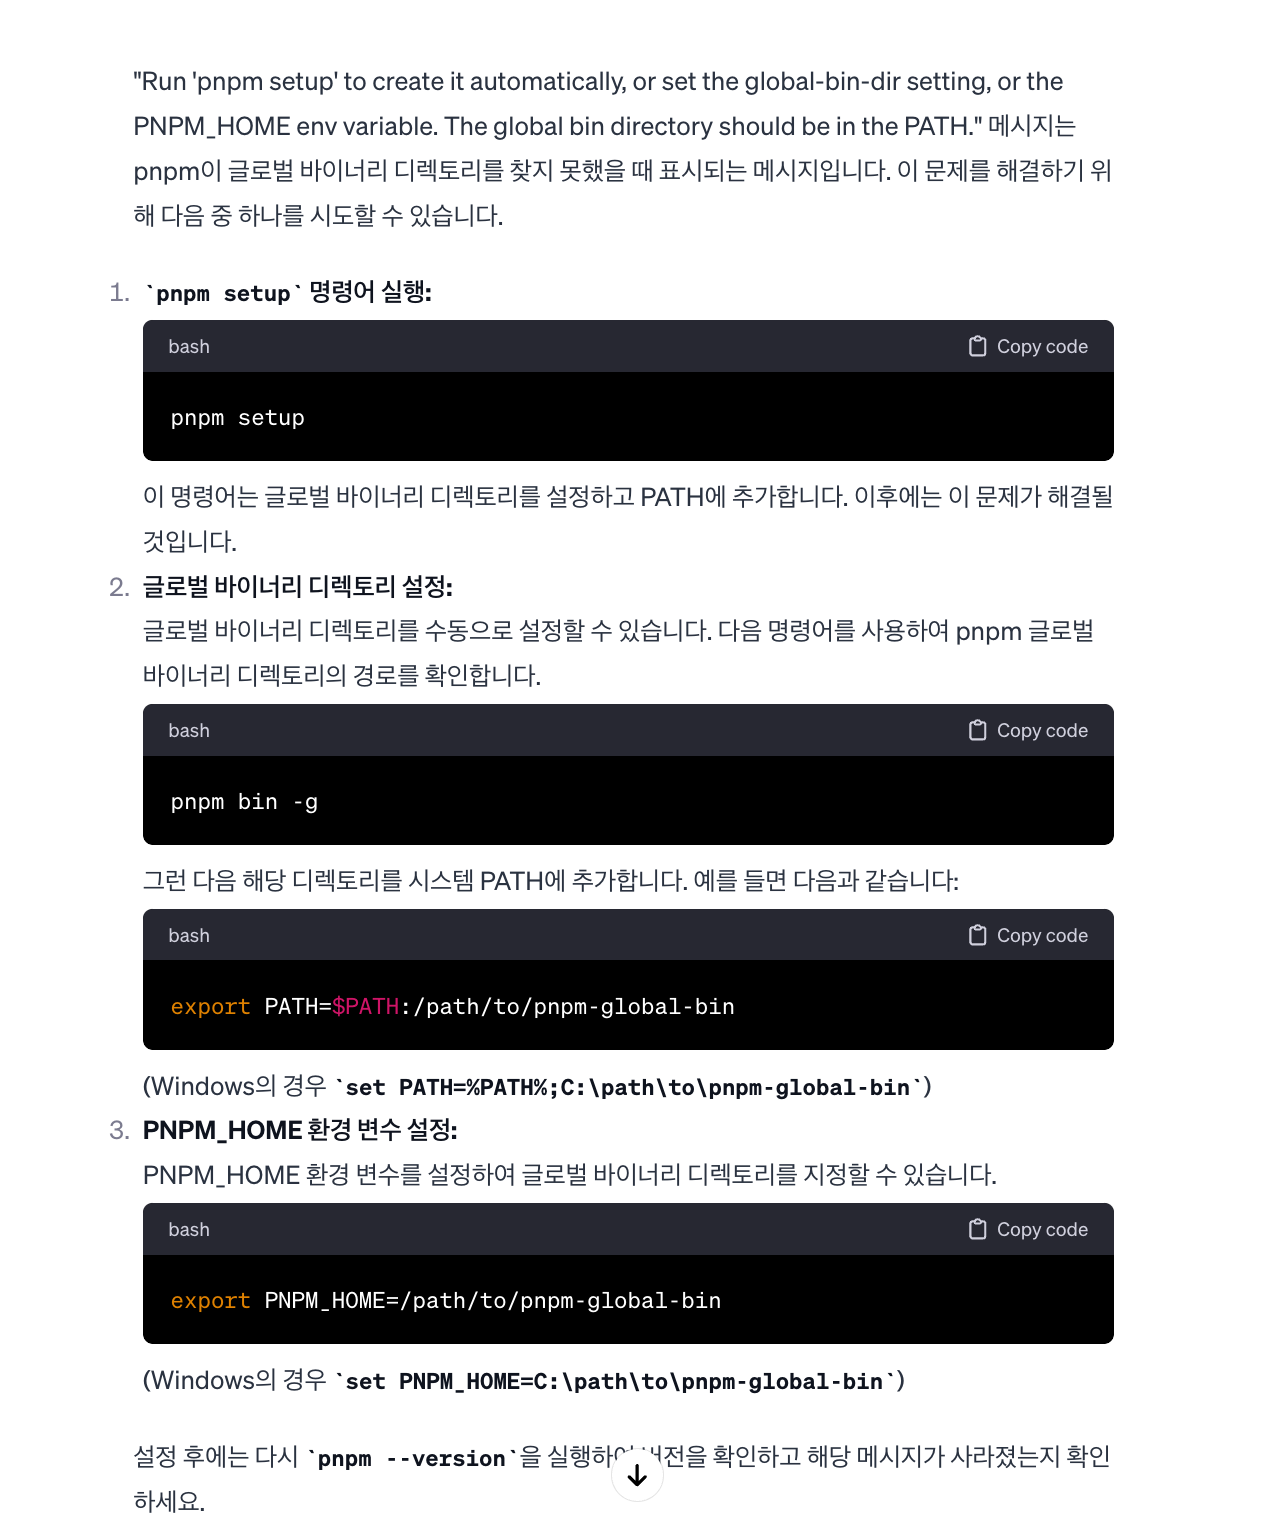 "Run 'pnpm setup' to create it automatically, or set the global-bin-dir setting, or the
PNPM_HOME env variable. The global bin directory should be in the PATH." 메시지는
pnpm이 글로벌 바이너리 디렉토리를 찾지 못했을 때 표시되는 메시지입니다. 이 문제를 해결하기 위
해 다음 중 하나를 시도할 수 있습니다.
1. `pnpm setup` 명령어 실행:
bash Copy code
pnpm setup
이 명령어는 글로벌 바이너리 디렉토리를 설정하고 PATH에 추가합니다. 이후에는 이 문제가 해결될
것입니다.
2. 글로벌 바이너리 디렉토리 설정:
글로벌 바이너리 디렉토리를 수동으로 설정할 수 있습니다. 다음 명령어를 사용하여 pnpm 글로벌
바이너리 디렉토리의 경로를 확인합니다.
bash Copy code
pnpm bin -g
그런 다음 해당 디렉토리를 시스템 PATH에 추가합니다. 예를 들면 다음과 같습니다:
bash Copy code
export PATH=$PATH:/path/to/pnpm-global-bin
(Windows의 경우 `set PATH=%PATH%;C:\path\to\pnpm-global-bin`)
3. PNPM_HOME 환경 변수 설정:
PNPM_HOME 환경 변수를 설정하여 글로벌 바이너리 디렉토리를 지정할 수 있습니다.
bash Copy code
export PNPM_HOME=/path/to/pnpm-global-bin
(Windows의 경우 `set PNPM_HOME=C:\path\to\pnpm-global-bin`)
설정 후에는 다시 `pnpm --version`을 실행하여 버전을 확인하고 해당 메시지가 사라졌는지 확인
하세요.